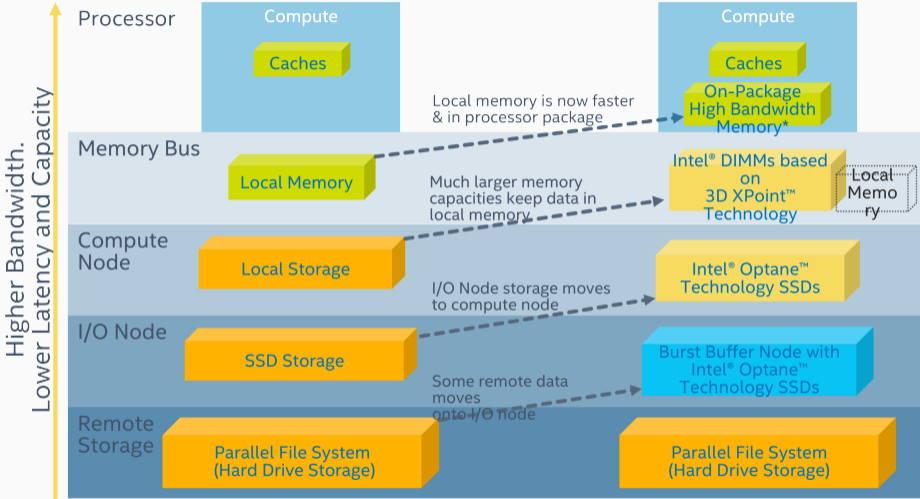 Higher Bandwidth.
Lower Latency and Capacity
Processor
Compute
Caches
Compute
Caches
On-Package
High Bandwidth
Memory*
Local memory is now faster
& in processor package
Memory Bus
Local Memory
Much larger memory
capacities keep data in
local memory
Intel® DIMMs based
on
3D XPoint™
Technology
Local
Memo
ry
Compute
Node
Local Storage
I/O Node storage moves
to compute node
Intel® Optane™
Technology SSDs
I/O Node
SSD Storage
Some remote data
moves
onto I/O node
Burst Buffer Node with
Intel® Optane™
Technology SSDs
Remote
Storage
Parallel File System
(Hard Drive Storage)
Parallel File System
(Hard Drive Storage)